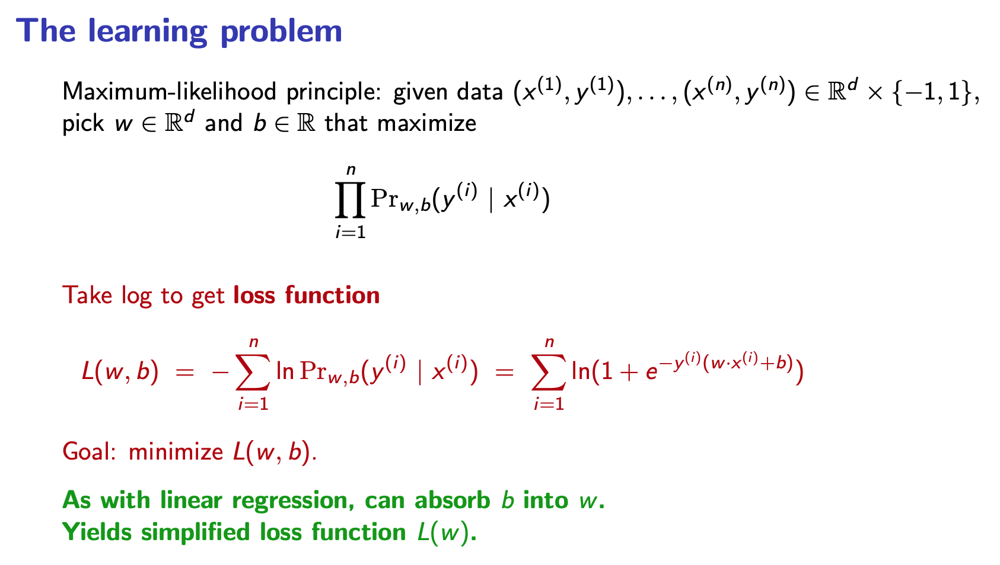 The learning problem
Maximum-likelihood principle: given data $(x^{(1)}, y^{(1)}), \ldots, (x^{(n)}, y^{(n)}) \in \mathbb{R}^d \times \{-1, 1\}$,
pick $w \in \mathbb{R}^d$ and $b \in \mathbb{R}$ that maximize
$\prod_{i=1}^{n} \Pr_{w,b}(y^{(i)} \mid x^{(i)})$
Take log to get loss function
$L(w, b) = -\sum_{i=1}^{n} \ln \Pr_{w,b}(y^{(i)} \mid x^{(i)}) = \sum_{i=1}^{n} \ln(1 + e^{-y^{(i)}(w \cdot x^{(i)} + b)})$
Goal: minimize $L(w, b)$.
As with linear regression, can absorb $b$ into $w$.
Yields simplified loss function $L(w)$.